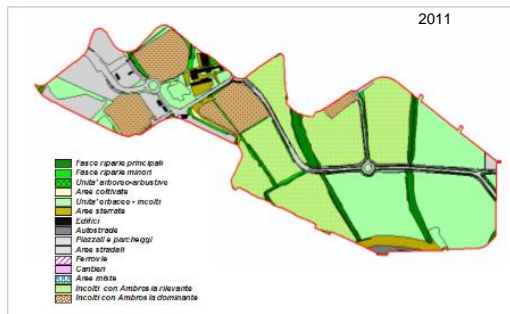 2011
Fasce riparie principali
Fasce riparie minori
Unita' arboreo-arbustive
Aree coltivate
Unita' erbacee - incolti
Aree sterrate
Edifici
Autostrade
Piazzali e parcheggi
Aree stradali
Ferrovie
Cantieri
Aree miste
Incolti con Ambrosia rilevante
Incolti con Ambrosia dominante